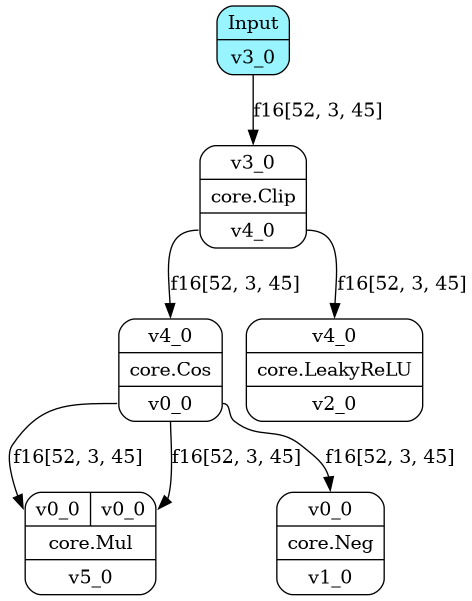 Input
v3_0
f16[52, 3, 45]
v3_0
core.Clip
v4_0
f16[52, 3, 45] f16[52, 3, 45]
v4_0
core.Cos
v0_0
v4_0
core.LeakyReLU
v2_0
f16[52, 3, 45] f16[52, 3, 45] f16[52, 3, 45]
v0_0 v0_0
core.Mul
v5_0
v0_0
core.Neg
v1_0